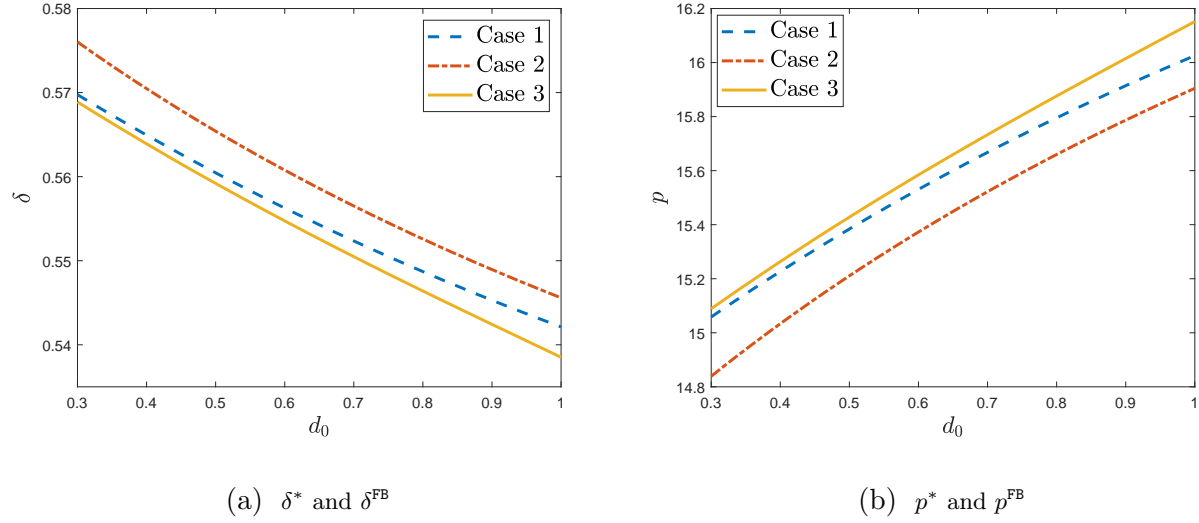 0.58
0.57
0.56
0.55
0.54
δ
0.3 0.4 0.5 0.6 0.7 0.8 0.9 1
d₀
Case 1
Case 2
Case 3
(a) δ* and δ^FB
16.2
16
15.8
15.6
15.4
15.2
15
14.8
p
0.3 0.4 0.5 0.6 0.7 0.8 0.9 1
d₀
Case 1
Case 2
Case 3
(b) p* and p^FB